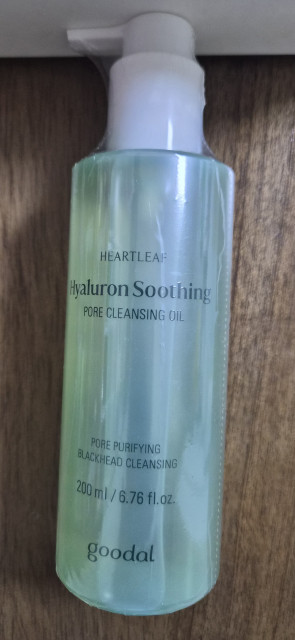 HEARTLEAF
Hyaluron Soothing
PORE CLEANSING OIL
PORE PURIFYING
BLACKHEAD CLEANSING
200 ml / 6.76 fl.oz.
goodal